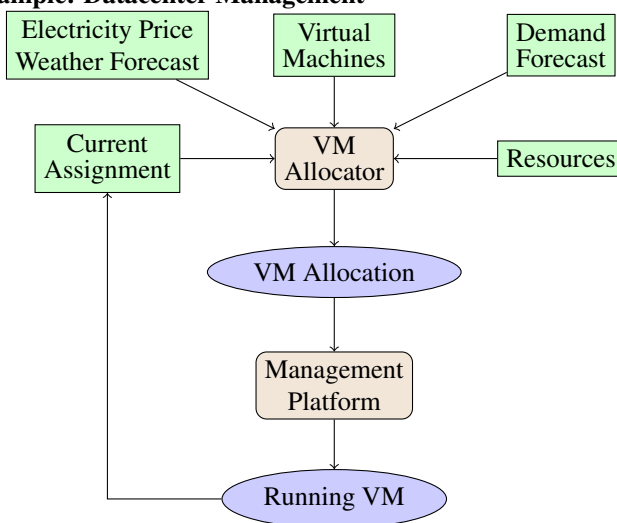 ample: Datacenter Management
Electricity Price
Weather Forecast
Virtual
Machines
Demand
Forecast
Current
Assignment
VM
Allocator
Resources
VM Allocation
Management
Platform
Running VM